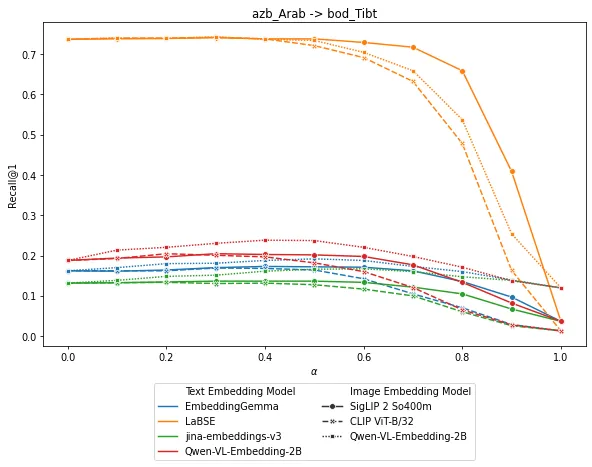 azb_Arab -> bod_Tibt
Recall@1
0.7
0.6
0.5
0.4
0.3
0.2
0.1
0.0
0.0 0.2 0.4 0.6 0.8 1.0
α
Text Embedding Model Image Embedding Model
EmbeddingGemma SigLIP 2 So400m
LaBSE CLIP ViT-B/32
jina-embeddings-v3 Qwen-VL-Embedding-2B
Qwen-VL-Embedding-2B